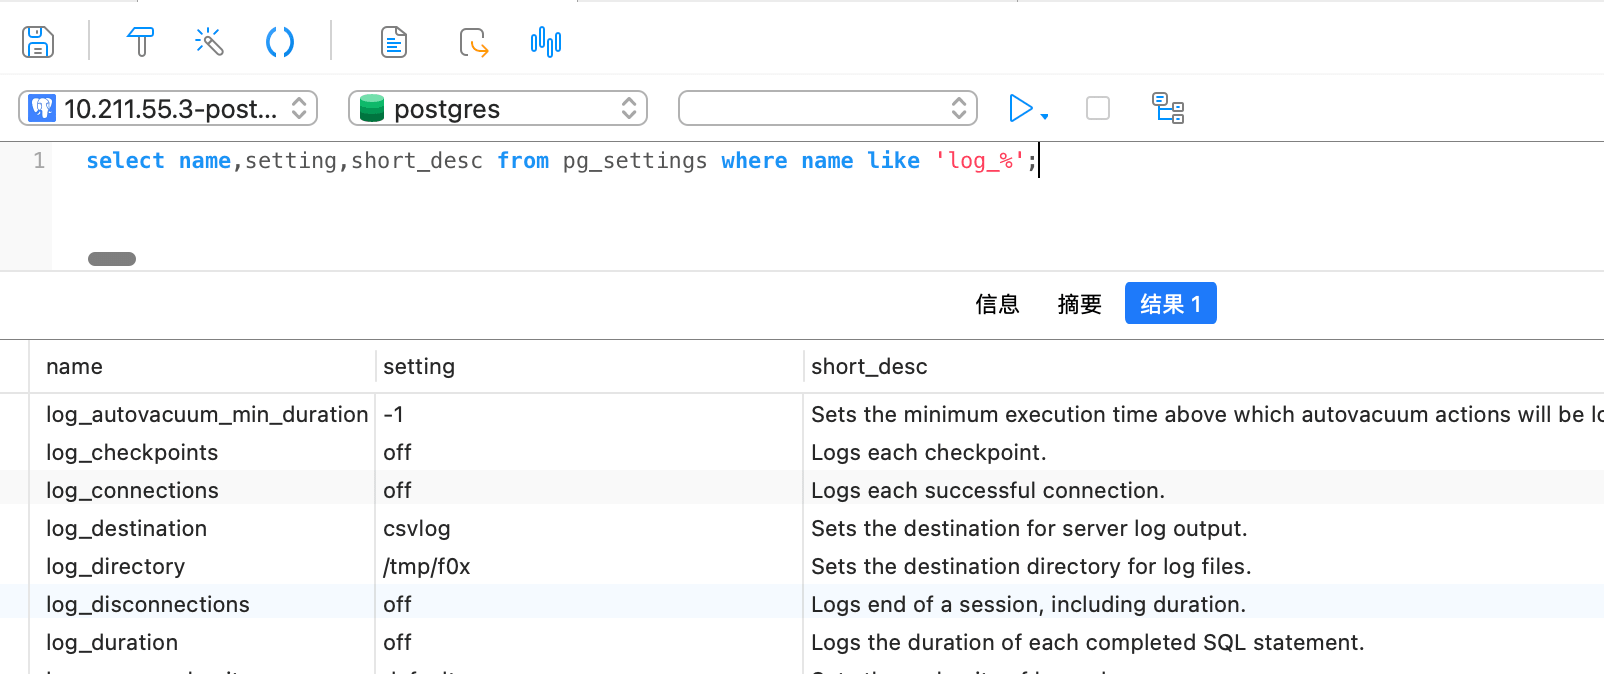 10.211.55.3-post... postgres
1 select name,setting,short_desc from pg_settings where name like 'log_%';
信息 摘要 结果 1
name setting short_desc
log_autovacuum_min_duration -1 Sets the minimum execution time above which autovacuum actions will be lo
log_checkpoints off Logs each checkpoint.
log_connections off Logs each successful connection.
log_destination csvlog Sets the destination for server log output.
log_directory /tmp/f0x Sets the destination directory for log files.
log_disconnections off Logs end of a session, including duration.
log_duration off Logs the duration of each completed SQL statement.